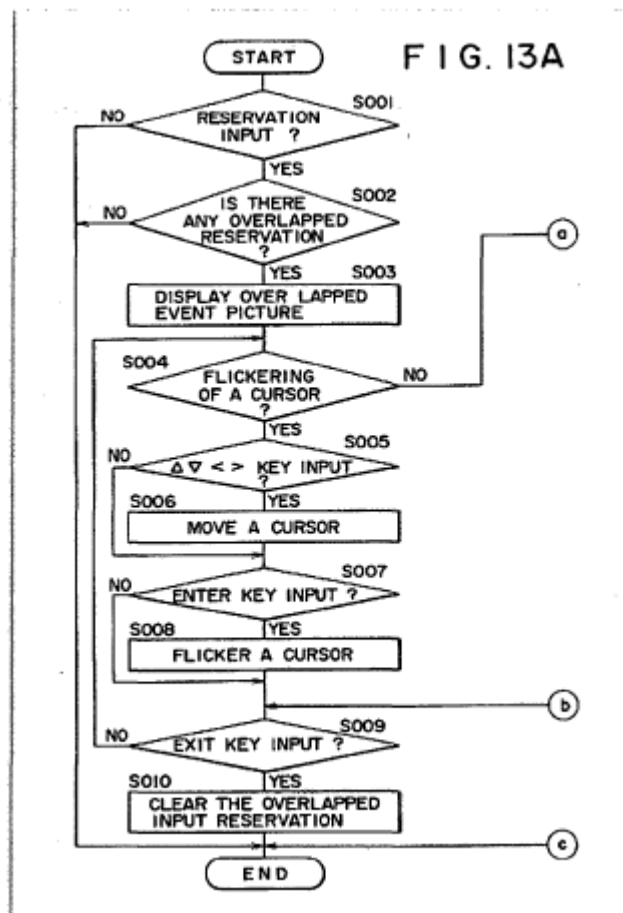 START
F I G. 13A
S001
NO
RESERVATION
INPUT ?
YES
S002
NO
IS THERE
ANY OVERLAPPED
RESERVATION
?
a
YES
S003
DISPLAY OVER LAPPED
EVENT PICTURE
S004
FLICKERING
OF A CURSOR
?
NO
YES
S005
NO
△ ▽ < > KEY INPUT
?
YES
S006
MOVE A CURSOR
S007
NO
ENTER KEY INPUT ?
YES
S008
FLICKER A CURSOR
b
S009
NO
EXIT KEY INPUT ?
YES
S010
CLEAR THE OVERLAPPED
INPUT RESERVATION
c
END